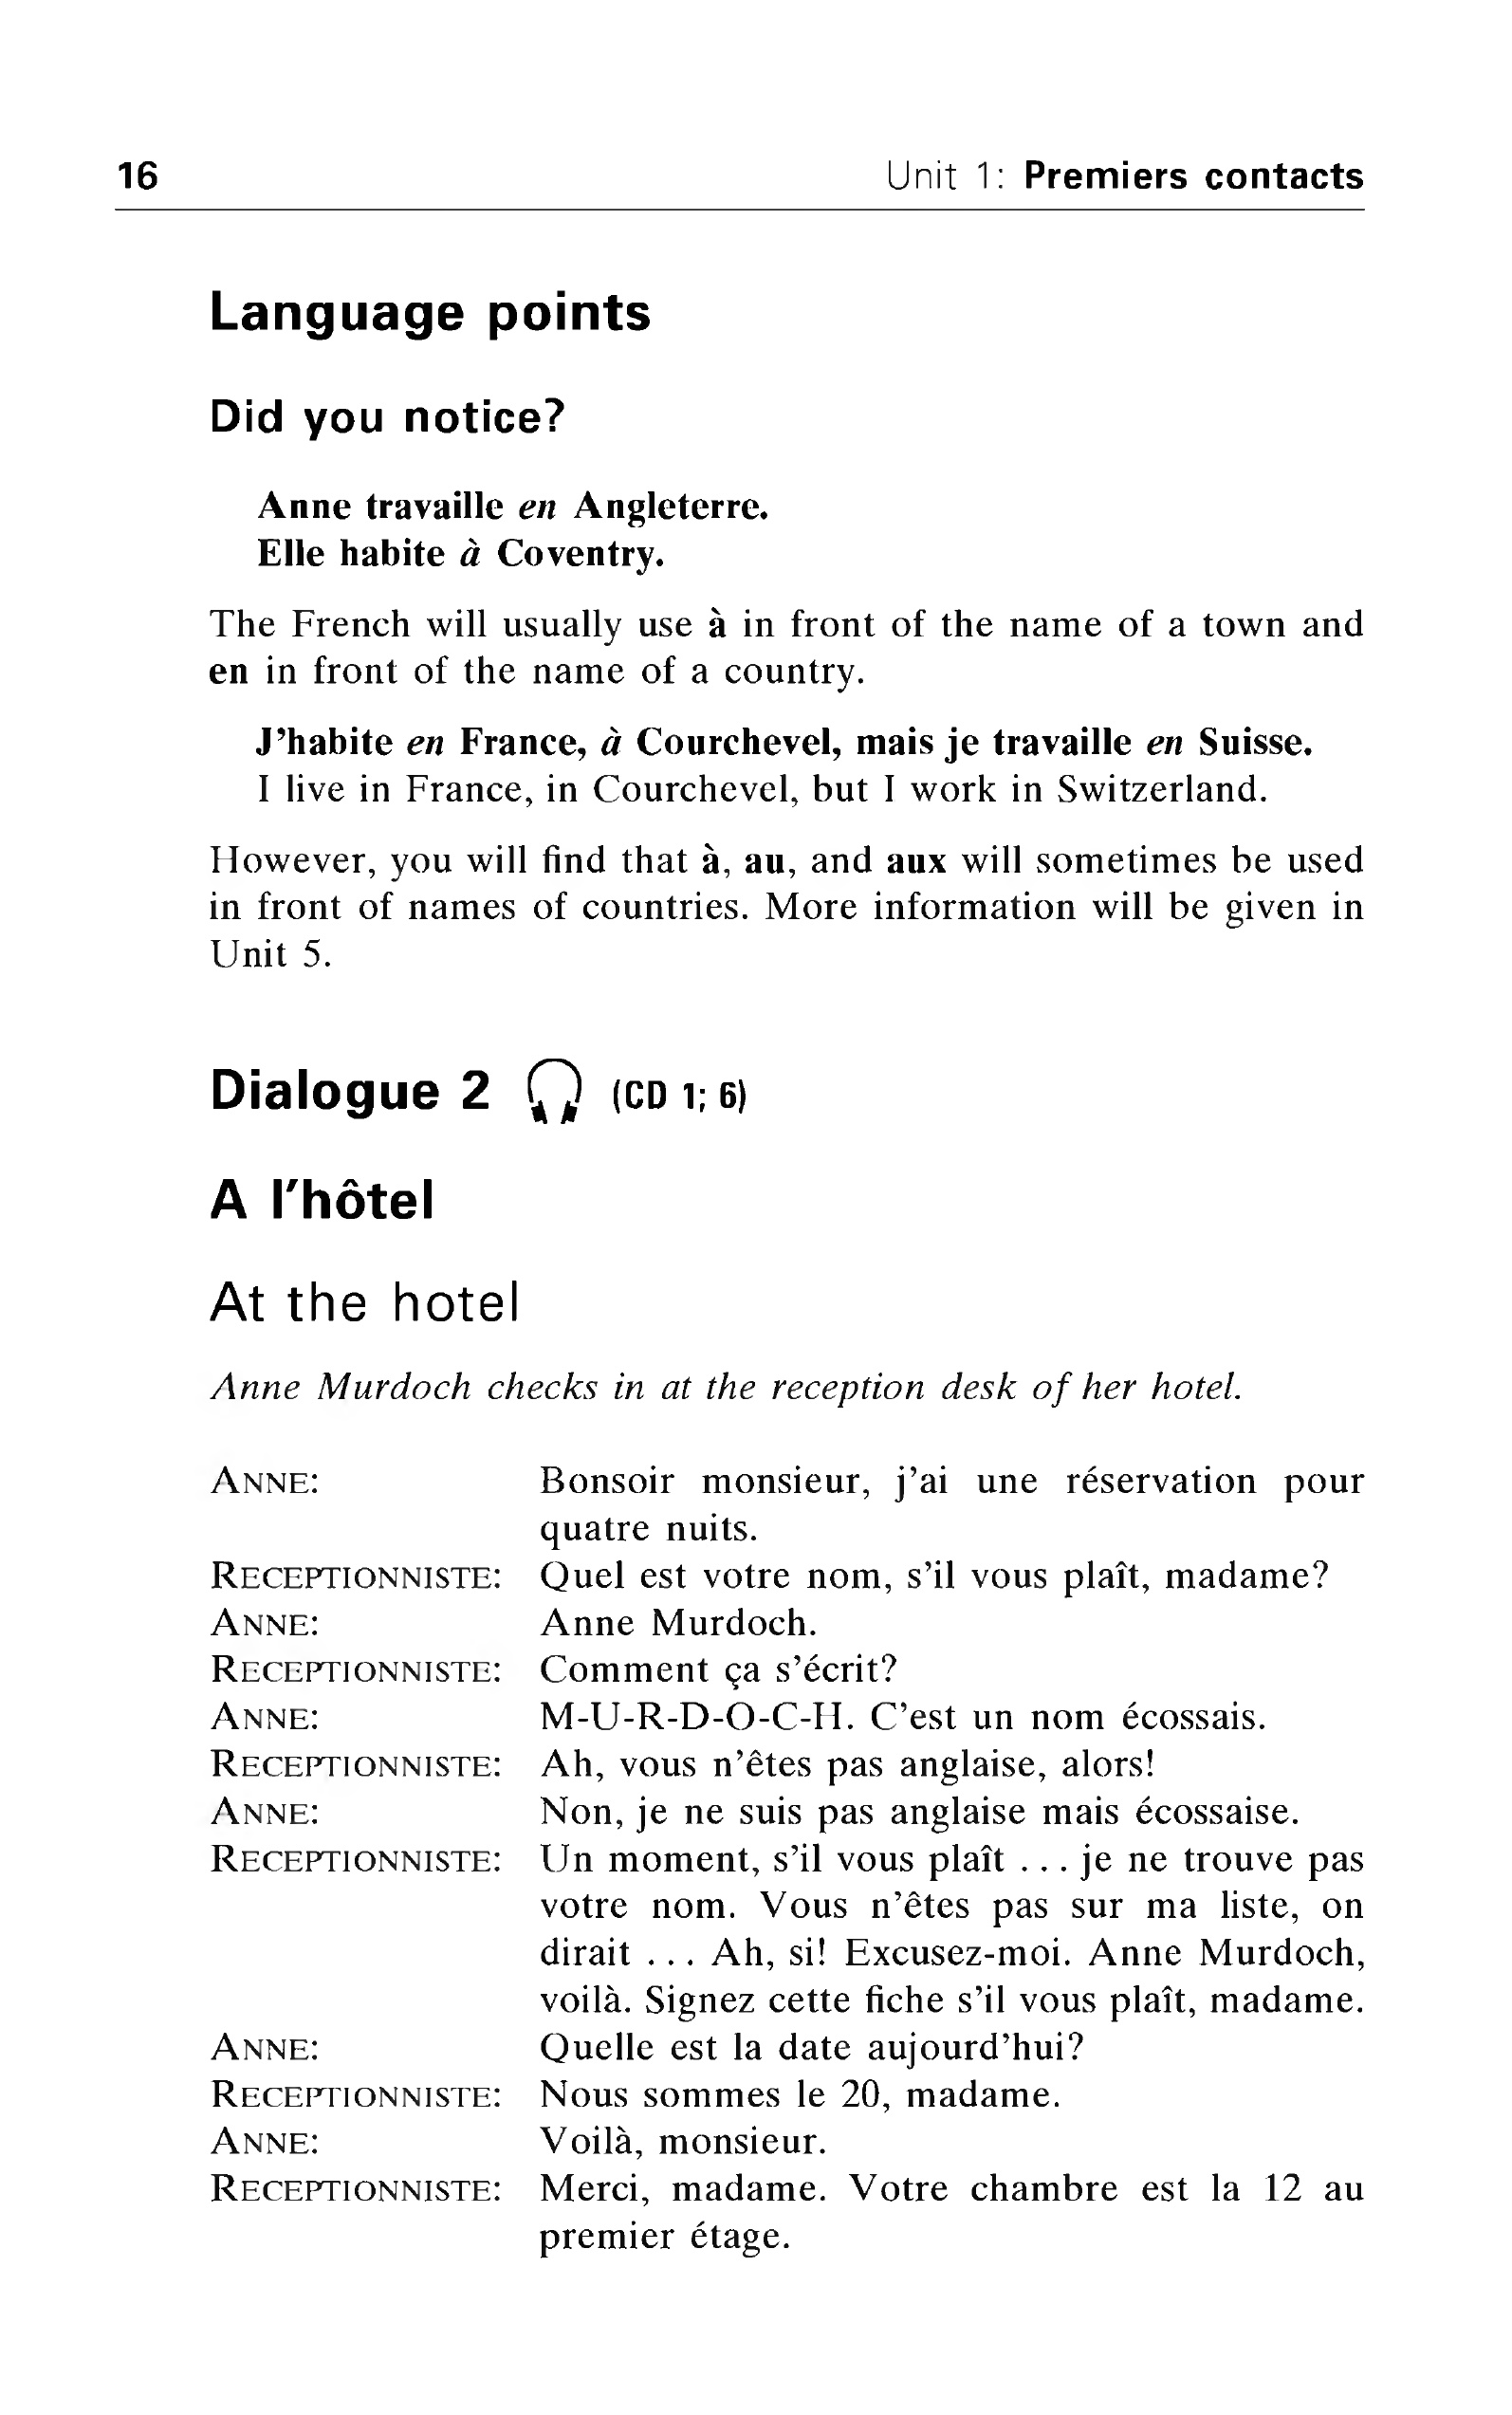 16 Unit 1: Premiers contacts
Language points
Did you notice?
Anne travaille en Angleterre.
Elle habite à Coventry.
The French will usually use à in front of the name of a town and
en in front of the name of a country.
J’habite en France, à Courchevel, mais je travaille en Suisse.
I live in France, in Courchevel, but I work in Switzerland.
However, you will find that à, au, and aux will sometimes be used
in front of names of countries. More information will be given in
Unit 5.
Dialogue 2 (CD 1; 6)
A l'hôtel
At the hotel
Anne Murdoch checks in at the reception desk of her hotel.
ANNE: Bonsoir monsieur, j’ai une réservation pour
quatre nuits.
RECEPTIONNISTE: Quel est votre nom, s’il vous plaît, madame?
ANNE: Anne Murdoch.
RECEPTIONNISTE: Comment ça s’écrit?
ANNE: M-U-R-D-O-C-H. C’est un nom écossais.
RECEPTIONNISTE: Ah, vous n’êtes pas anglaise, alors!
ANNE: Non, je ne suis pas anglaise mais écossaise.
RECEPTIONNISTE: Un moment, s’il vous plaît . . . je ne trouve pas
votre nom. Vous n’êtes pas sur ma liste, on
dirait . . . Ah, si! Excusez-moi. Anne Murdoch,
voilà. Signez cette fiche s’il vous plaît, madame.
ANNE: Quelle est la date aujourd’hui?
RECEPTIONNISTE: Nous sommes le 20, madame.
ANNE: Voilà, monsieur.
RECEPTIONNISTE: Merci, madame. Votre chambre est la 12 au
premier étage.